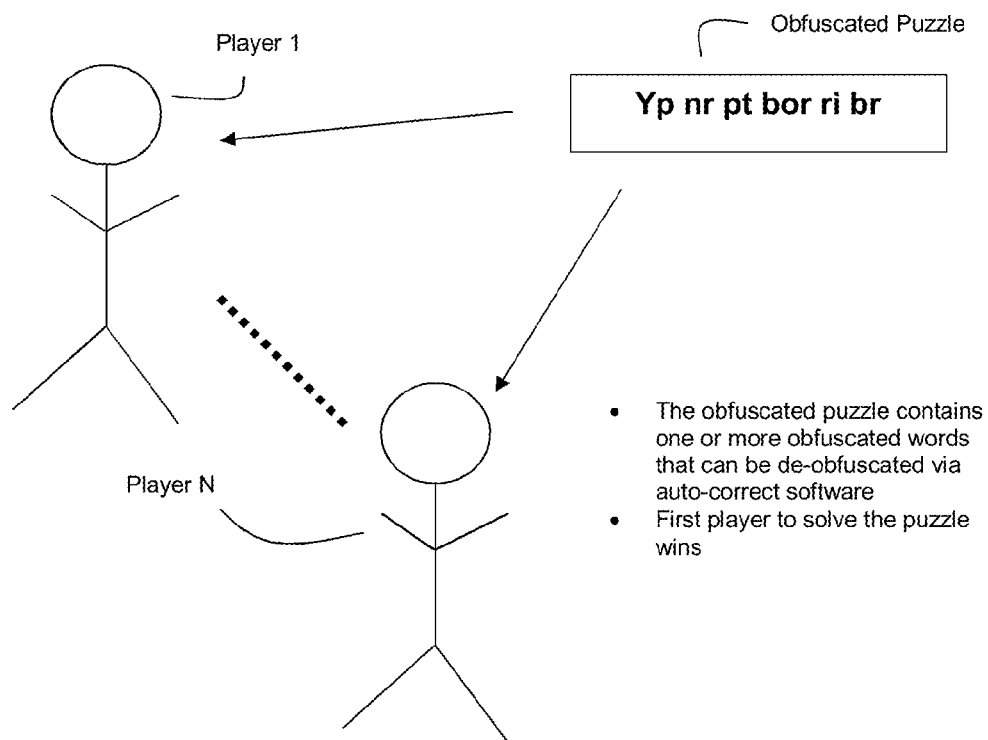 Player 1
Obfuscated Puzzle
Yp nr pt bor ri br
Player N
• The obfuscated puzzle contains
one or more obfuscated words
that can be de-obfuscated via
auto-correct software
• First player to solve the puzzle
wins